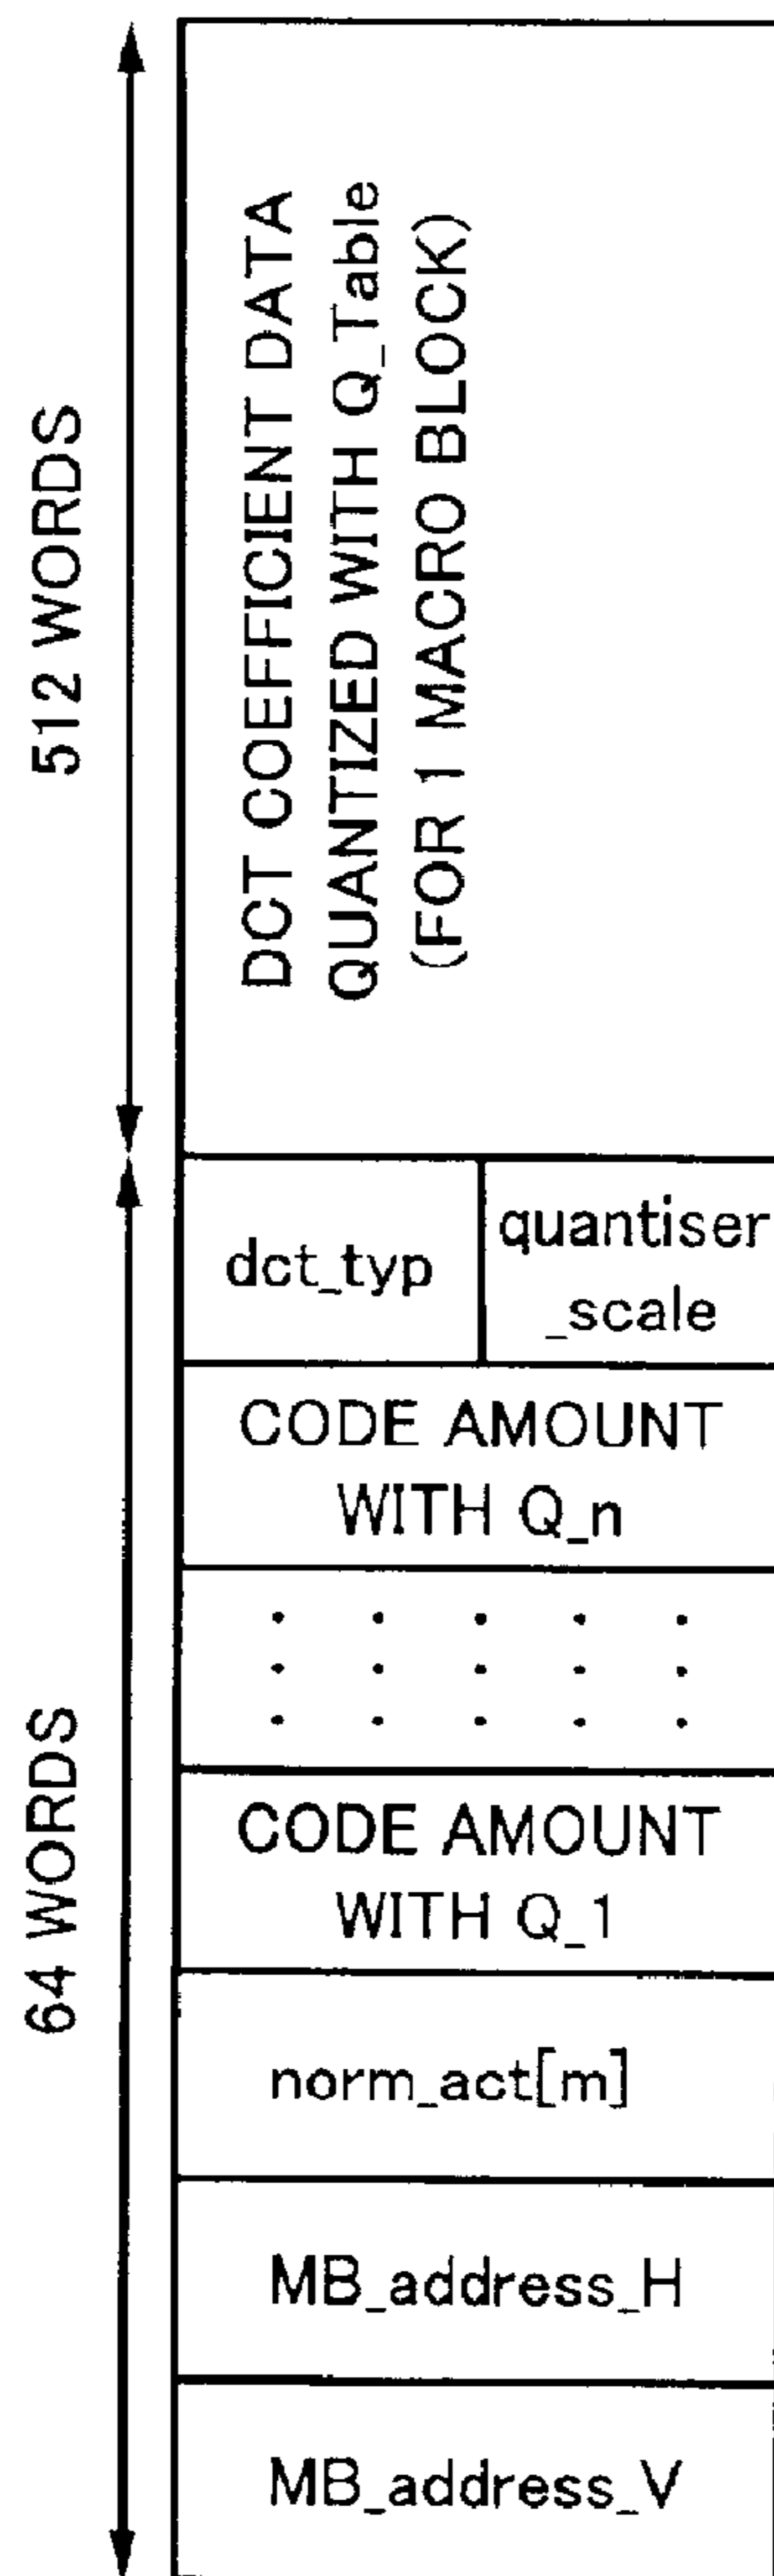 512 WORDS
DCT COEFFICIENT DATA
QUANTIZED WITH Q_Table
(FOR 1 MACRO BLOCK)
64 WORDS
dct_typ
quantiser
_scale
CODE AMOUNT
WITH Q_n
CODE AMOUNT
WITH Q_1
norm_act[m]
MB_address_H
MB_address_V